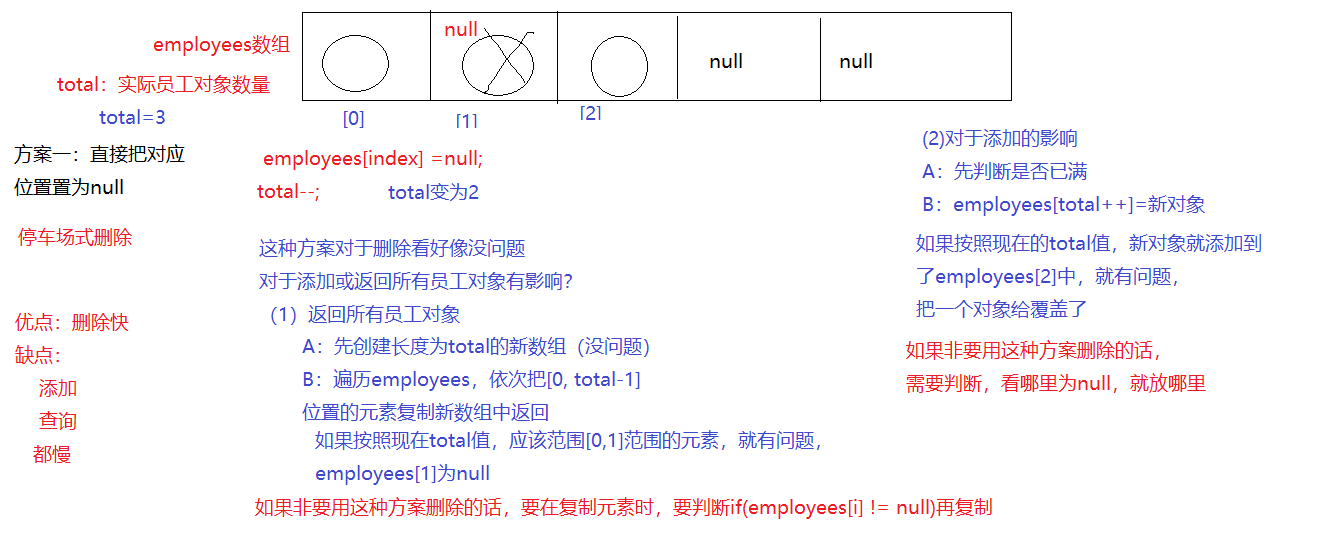 employees数组
null
null
null
total：实际员工对象数量
total=3
[0]
[1]
[2]
方案一：直接把对应
位置置为null
employees[index] =null;
total--;
total变为2
停车场式删除
这种方案对于删除看好像没问题
对于添加或返回所有员工对象有影响？
（1）返回所有员工对象
A：先创建长度为total的新数组（没问题）
B：遍历employees，依次把[0, total-1]
位置的元素复制新数组中返回
如果按照现在total值，应该范围[0,1]范围的元素，就有问题，
employees[1]为null
如果非要用这种方案删除的话，要在复制元素时，要判断if(employees[i] != null)再复制
优点：删除快
缺点：
添加
查询
都慢
(2)对于添加的影响
A：先判断是否已满
B：employees[total++]=新对象
如果按照现在的total值，新对象就添加到
了employees[2]中，就有问题，
把一个对象给覆盖了
如果非要用这种方案删除的话，
需要判断，看哪里为null，就放哪里